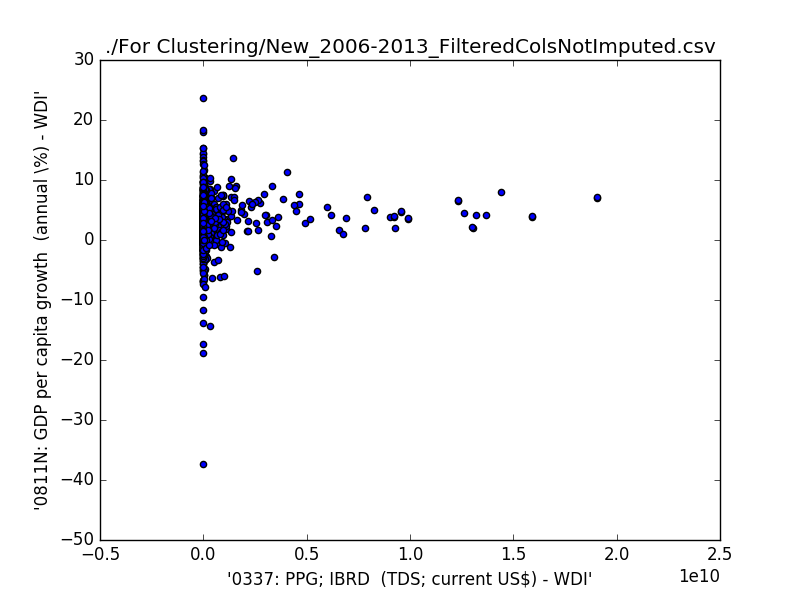 ./For Clustering/New_2006-2013_FilteredColsNotImputed.csv
'0811N: GDP per capita growth  (annual \%) - WDI'
30
20
10
0
−10
−20
−30
−40
−50
−0.5 0.0 0.5 1.0 1.5 2.0 2.5
1e10
'0337: PPG; IBRD  (TDS; current US$) - WDI'